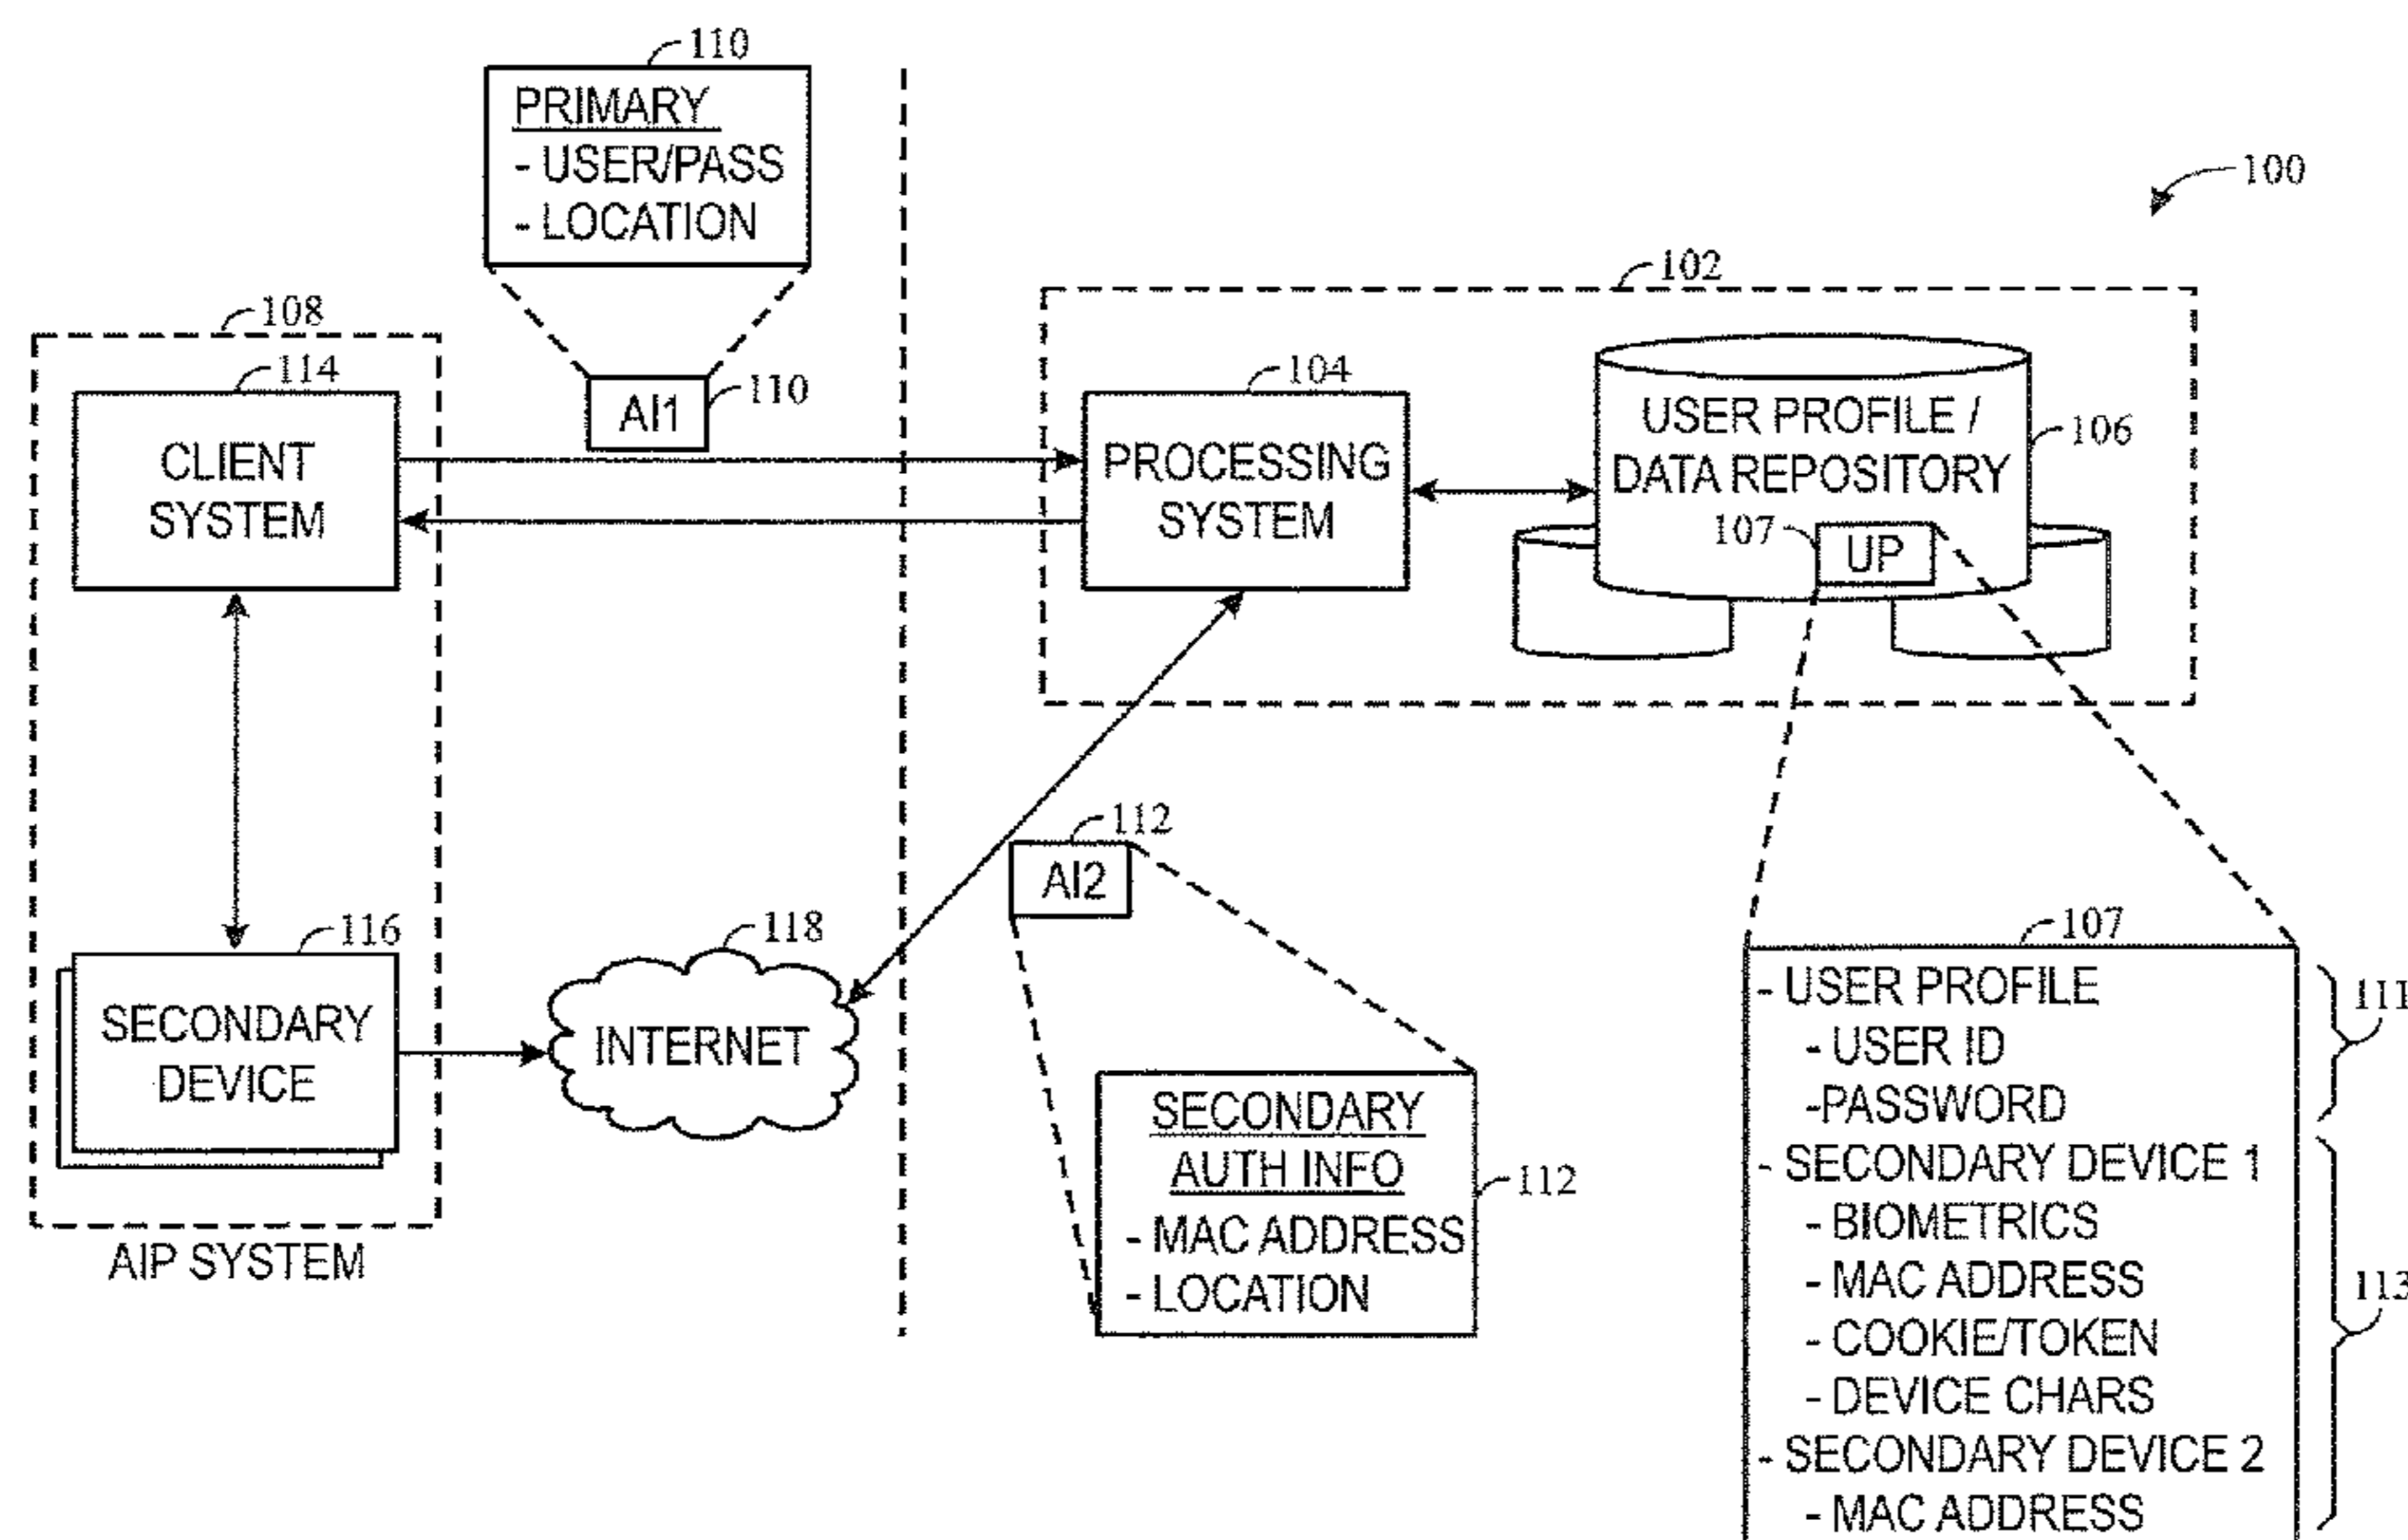 110
PRIMARY
- USER/PASS
- LOCATION
100
102
108
114
CLIENT
SYSTEM
AI1
110
104
PROCESSING
SYSTEM
USER PROFILE /
DATA REPOSITORY
106
107
UP
112
AI2
116
SECONDARY
DEVICE
118
INTERNET
AIP SYSTEM
SECONDARY
AUTH INFO
- MAC ADDRESS
- LOCATION
112
107
- USER PROFILE
- USER ID
-PASSWORD
111
- SECONDARY DEVICE 1
- BIOMETRICS
- MAC ADDRESS
- COOKIE/TOKEN
- DEVICE CHARS
- SECONDARY DEVICE 2
- MAC ADDRESS
113